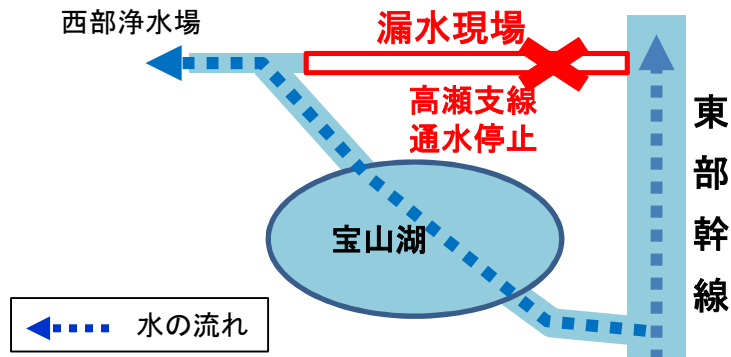 西部浄水場
漏水現場
高瀬支線
通水停止
東部幹線
宝山湖
水の流れ